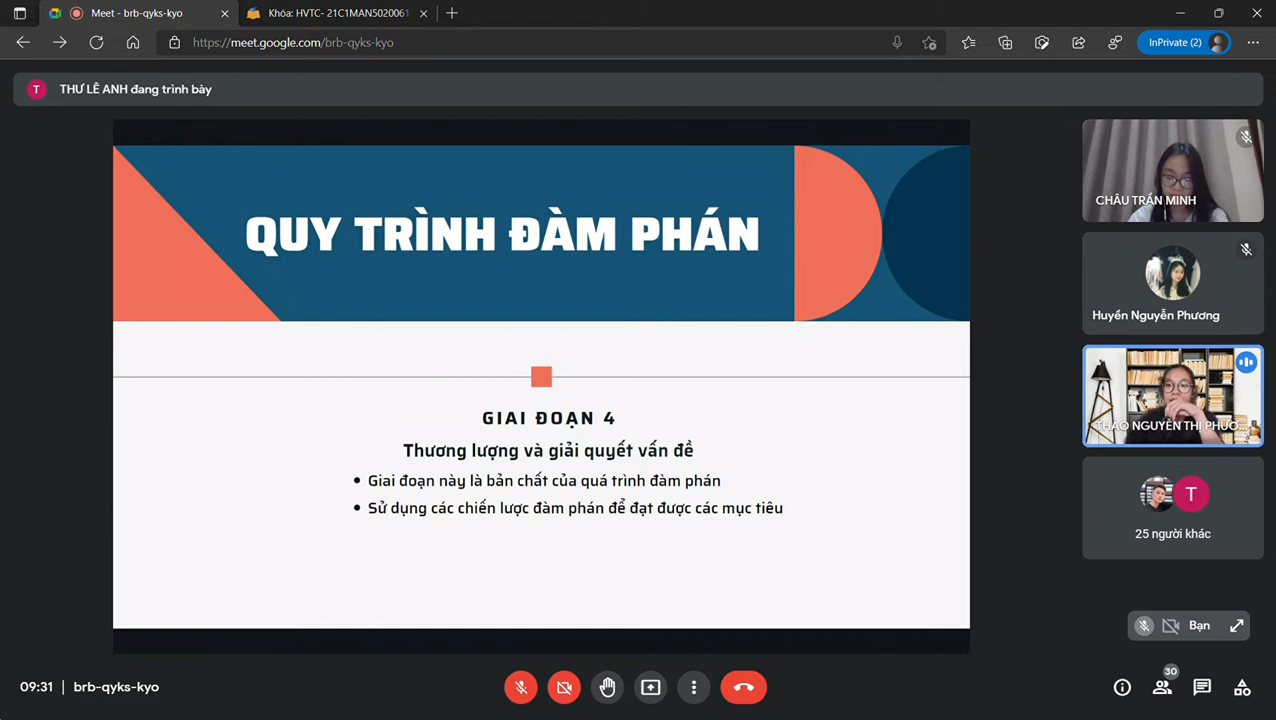 Meet - brb-qyks-kyo
Khóa: HVTC- 21C1MAN5020061
https://meet.google.com/brb-qyks-kyo
InPrivate (2)
T
THƯ LÊ ANH đang trình bày
QUY TRÌNH ĐÀM PHÁN
GIAI ĐOẠN 4
Thương lượng và giải quyết vấn đề
Giai đoạn này là bản chất của quá trình đàm phán
Sử dụng các chiến lược đàm phán để đạt được các mục tiêu
CHÂU TRẦN MINH
Huyền Nguyễn Phương
THẢO NGUYỄN THỊ PHƯƠ...
T
25 người khác
Bạn
09:31 | brb-qyks-kyo
30